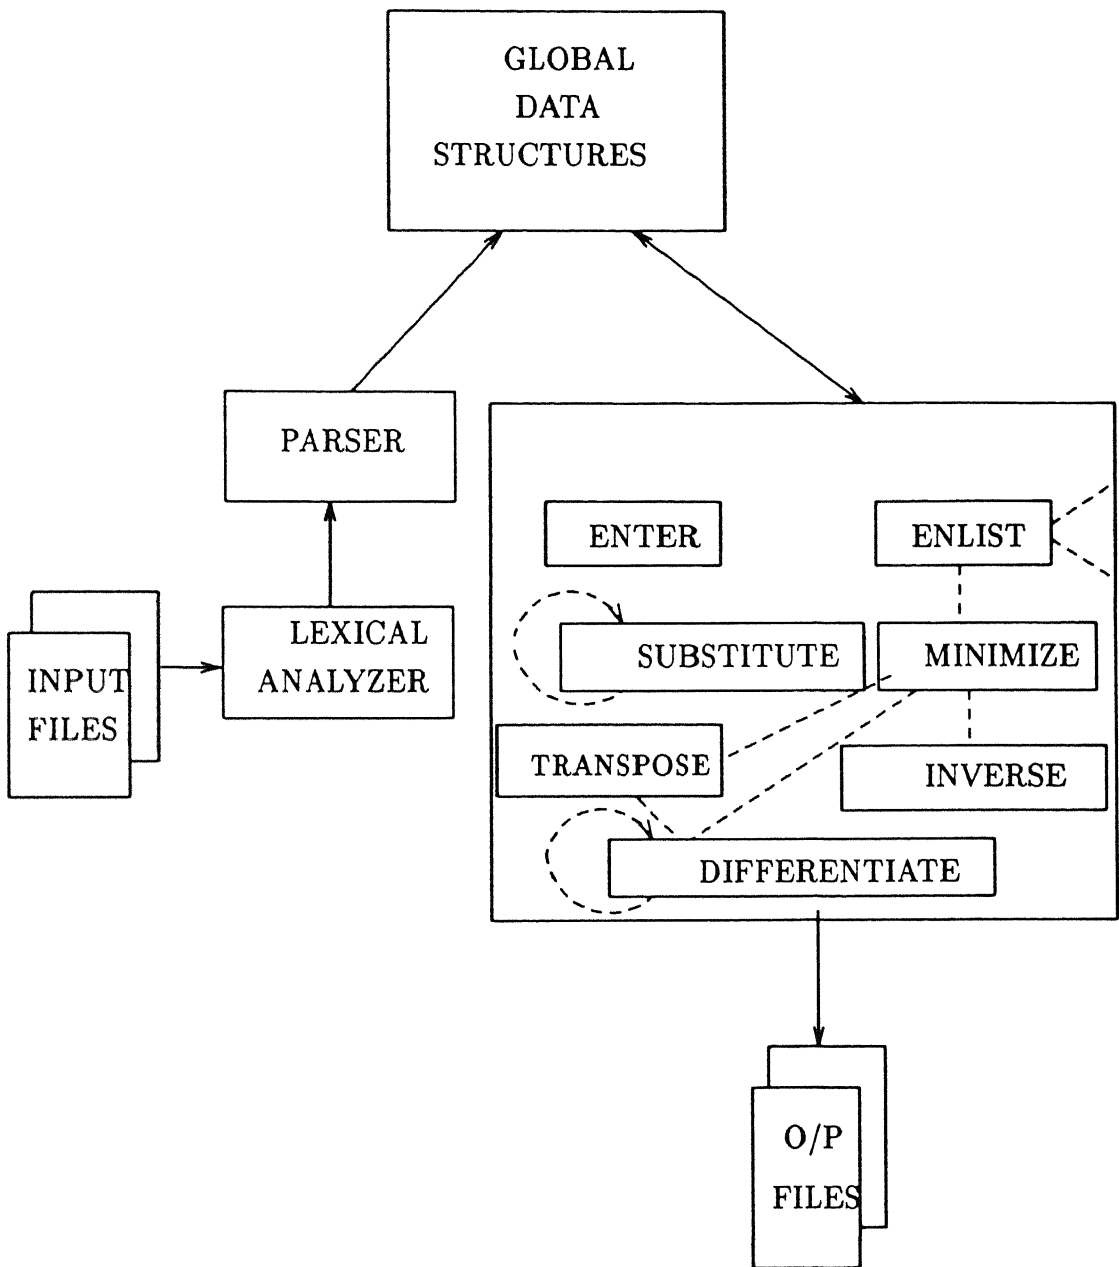 GLOBAL
DATA
STRUCTURES
PARSER
ENTER
ENLIST
LEXICAL
ANALYZER
INPUT
FILES
SUBSTITUTE
MINIMIZE
TRANSPOSE
INVERSE
DIFFERENTIATE
O/P
FILES